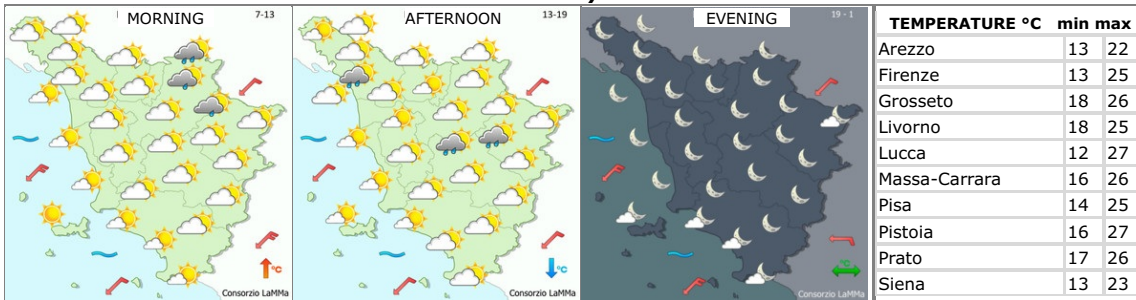 MORNING 7-13
°C
Consorzio LaMMa
AFTERNOON 13-19
°C
Consorzio LaMMa
EVENING 19 - 1
°C
Consorzio LaMMa
TEMPERATURE °C min max
Arezzo 13 22
Firenze 13 25
Grosseto 18 26
Livorno 18 25
Lucca 12 27
Massa-Carrara 16 26
Pisa 14 25
Pistoia 16 27
Prato 17 26
Siena 13 23